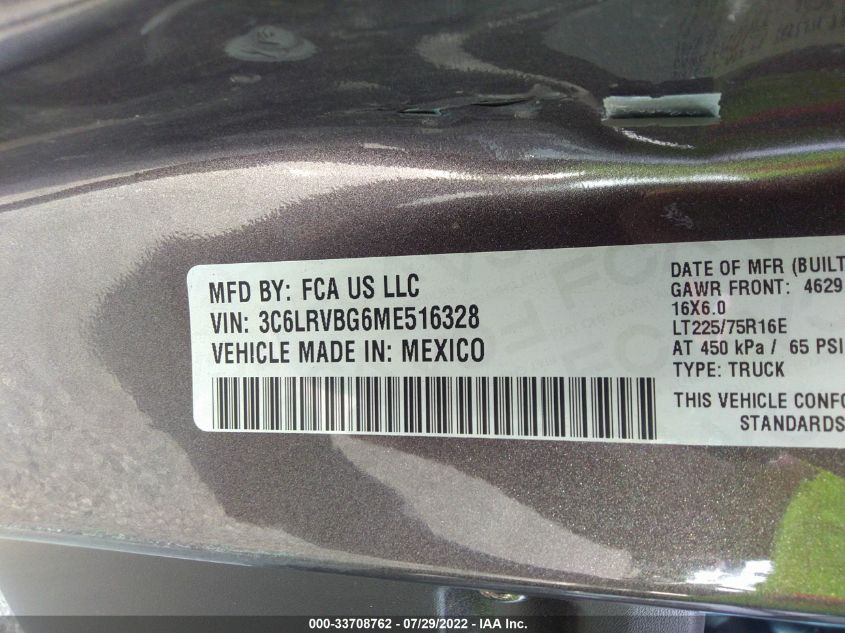 MFD BY: FCA US LLC
VIN: 3C6LRVBG6ME516328
VEHICLE MADE IN: MEXICO
DATE OF MFR (BUILT
GAWR FRONT: 4629
16X6.0
LT225/75R16E
AT 450 kPa / 65 PSI
TYPE: TRUCK
THIS VEHICLE CONFO
STANDARDS
000-33708762 - 07/29/2022 - © IAA Inc.